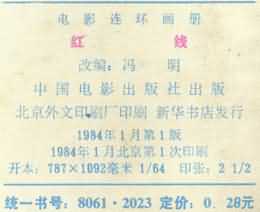 电影连环画册
红线
改编：冯明
中国电影出版社出版
北京外文印刷厂印刷 新华书店发行
1984年1月第1版
1984年1月北京第1次印刷
开本：787×1092毫米 1/64 印张：2 1/2
统一书号：8061·2023 定价：0.28元